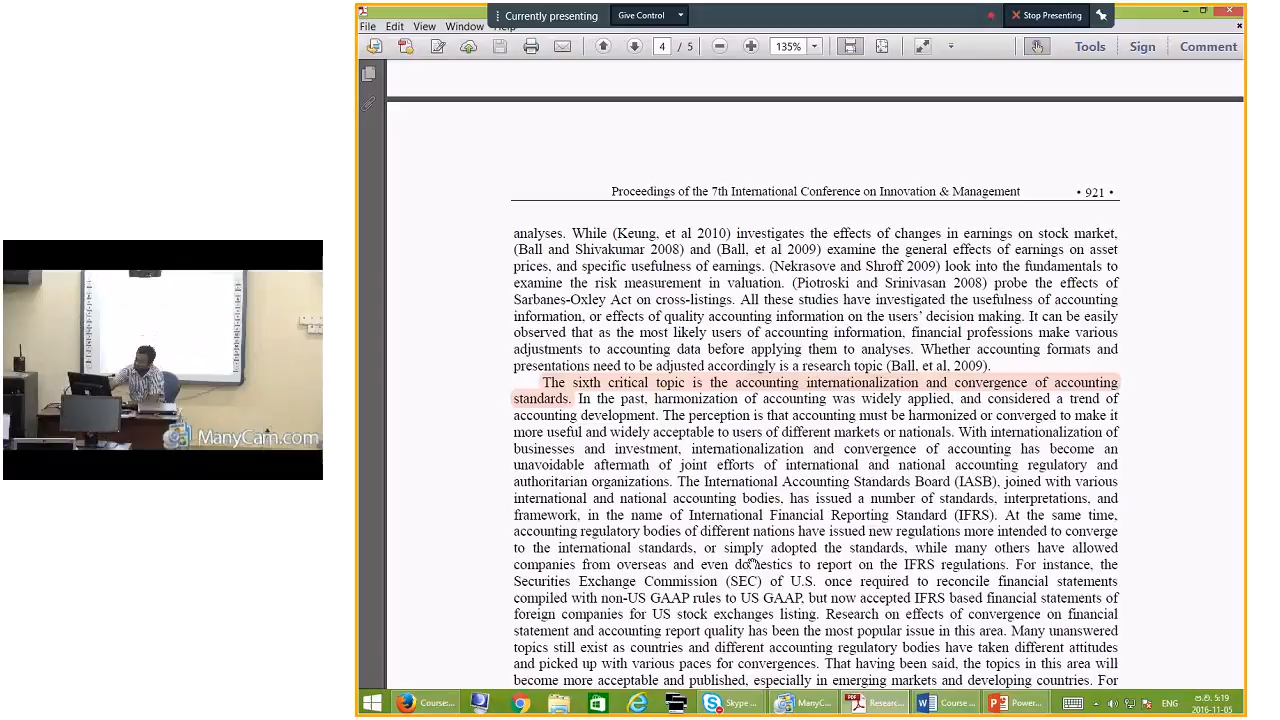 Currently presenting
Give Control
Stop Presenting
File Edit View Window Help
4 / 5
135%
Tools Sign Comment
Proceedings of the 7th International Conference on Innovation & Management • 921 •
analyses. While (Keung, et al 2010) investigates the effects of changes in earnings on stock market,
(Ball and Shivakumar 2008) and (Ball, et al 2009) examine the general effects of earnings on asset
prices, and specific usefulness of earnings. (Nekrasove and Shroff 2009) look into the fundamentals to
examine the risk measurement in valuation. (Piotroski and Srinivasan 2008) probe the effects of
Sarbanes-Oxley Act on cross-listings. All these studies have investigated the usefulness of accounting
information, or effects of quality accounting information on the users' decision making. It can be easily
observed that as the most likely users of accounting information, financial professions make various
adjustments to accounting data before applying them to analyses. Whether accounting formats and
presentations need to be adjusted accordingly is a research topic (Ball, et al, 2009).
The sixth critical topic is the accounting internationalization and convergence of accounting
standards. In the past, harmonization of accounting was widely applied, and considered a trend of
accounting development. The perception is that accounting must be harmonized or converged to make it
more useful and widely acceptable to users of different markets or nationals. With internationalization of
businesses and investment, internationalization and convergence of accounting has become an
unavoidable aftermath of joint efforts of international and national accounting regulatory and
authoritarian organizations. The International Accounting Standards Board (IASB), joined with various
international and national accounting bodies, has issued a number of standards, interpretations, and
framework, in the name of International Financial Reporting Standard (IFRS). At the same time,
accounting regulatory bodies of different nations have issued new regulations more intended to converge
to the international standards, or simply adopted the standards, while many others have allowed
companies from overseas and even domestics to report on the IFRS regulations. For instance, the
Securities Exchange Commission (SEC) of U.S. once required to reconcile financial statements
compiled with non-US GAAP rules to US GAAP, but now accepted IFRS based financial statements of
foreign companies for US stock exchanges listing. Research on effects of convergence on financial
statement and accounting report quality has been the most popular issue in this area. Many unanswered
topics still exist as countries and different accounting regulatory bodies have taken different attitudes
and picked up with various paces for convergences. That having been said, the topics in this area will
become more acceptable and published, especially in emerging markets and developing countries. For
ManyCam.com
Course:... Skype ... ManyC... Researc... Course ... Power... ENG 5:19
2016-11-05